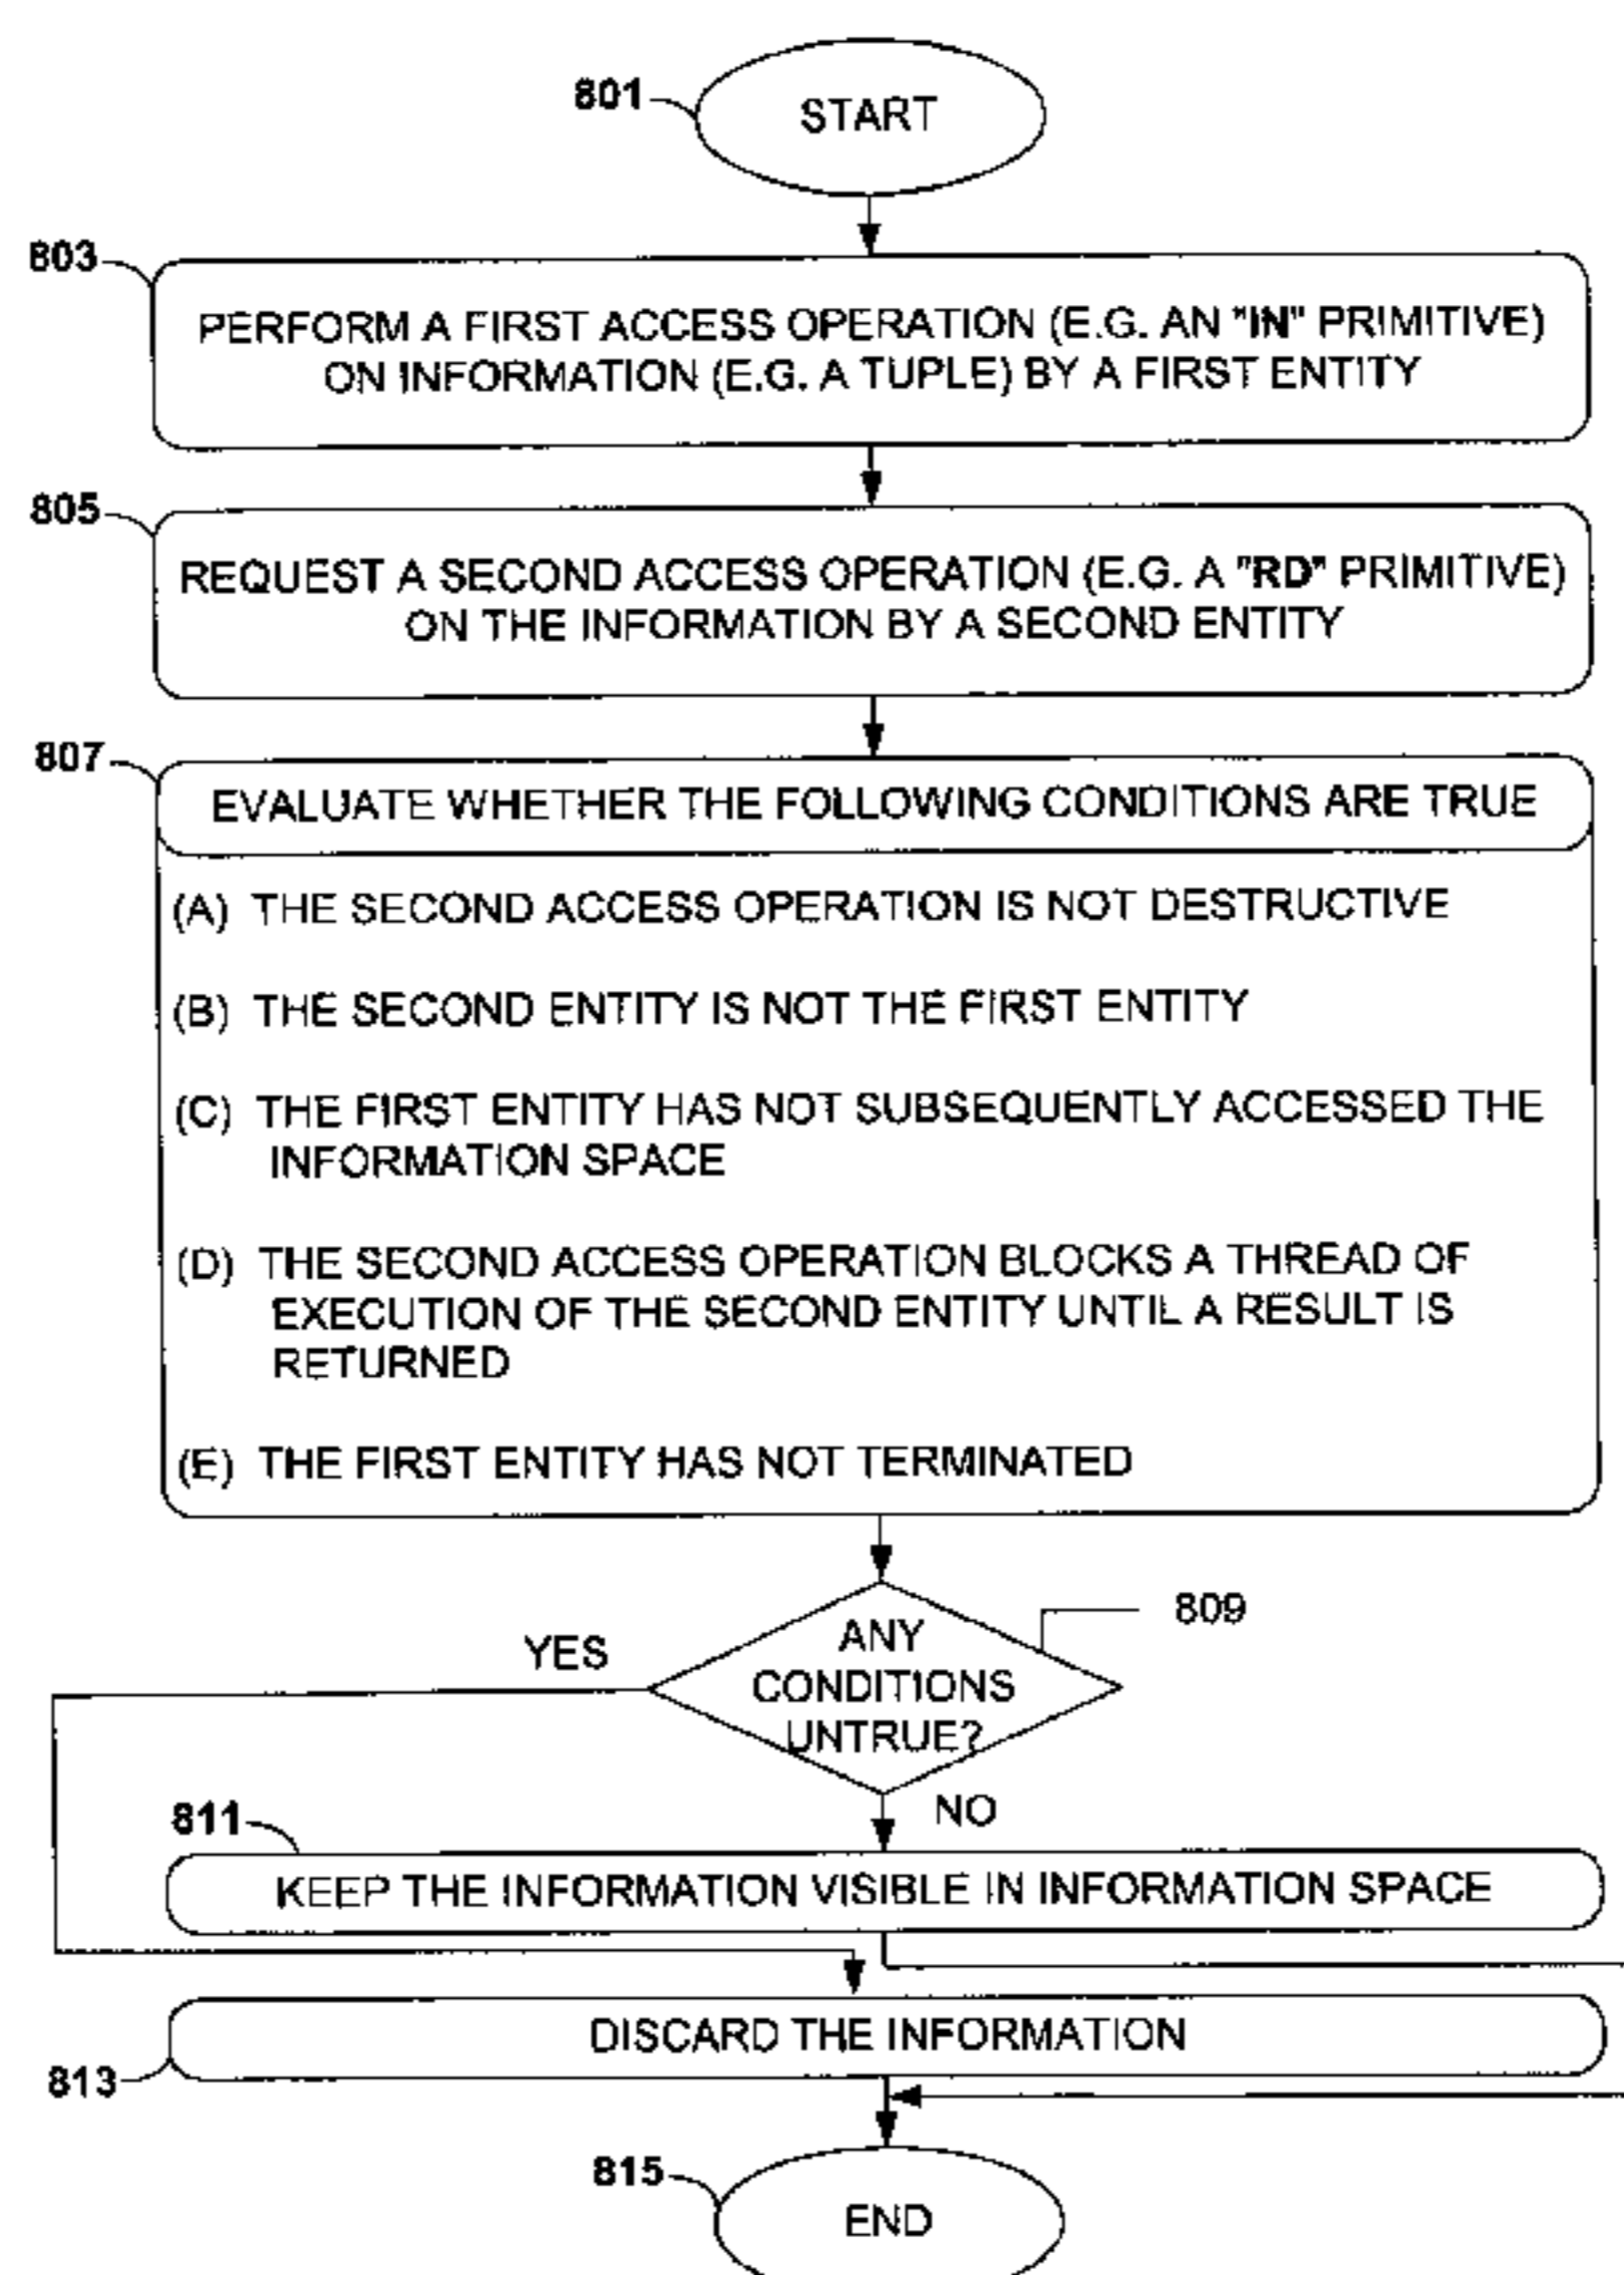 801
START
803
PERFORM A FIRST ACCESS OPERATION (E.G. AN "IN" PRIMITIVE)
ON INFORMATION (E.G. A TUPLE) BY A FIRST ENTITY
805
REQUEST A SECOND ACCESS OPERATION (E.G. A "RD" PRIMITIVE)
ON THE INFORMATION BY A SECOND ENTITY
807
EVALUATE WHETHER THE FOLLOWING CONDITIONS ARE TRUE
(A) THE SECOND ACCESS OPERATION IS NOT DESTRUCTIVE
(B) THE SECOND ENTITY IS NOT THE FIRST ENTITY
(C) THE FIRST ENTITY HAS NOT SUBSEQUENTLY ACCESSED THE
INFORMATION SPACE
(D) THE SECOND ACCESS OPERATION BLOCKS A THREAD OF
EXECUTION OF THE SECOND ENTITY UNTIL A RESULT IS
RETURNED
(E) THE FIRST ENTITY HAS NOT TERMINATED
809
YES
ANY
CONDITIONS
UNTRUE?
NO
811
KEEP THE INFORMATION VISIBLE IN INFORMATION SPACE
DISCARD THE INFORMATION
813
815
END